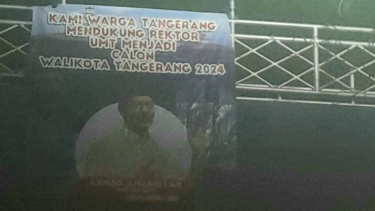 KAMI WARGA TANGERANG
MENDUKUNG REKTOR
UMT MENJADI
CALON
WALIKOTA TANGERANG 2024